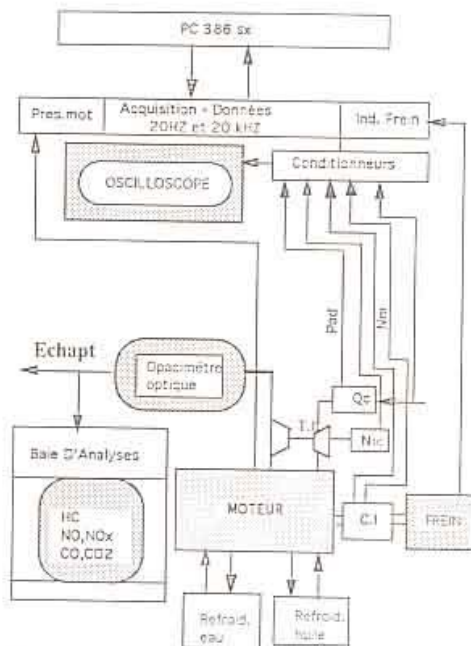 PC 386 sx
Pres.mot
Acquisition - Données
20HZ et 20 kHZ
Ind. Frein
Conditionneurs
OSCILLOSCOPE
Pad
Nm
Echapt
Opacimètre
optique
Qc
T.C
Ntc
Baie D'Analyses
HC
NO,NOx
CO,CO2
MOTEUR
C.I
FREIN
Refroid.
eau
Refroid.
huile